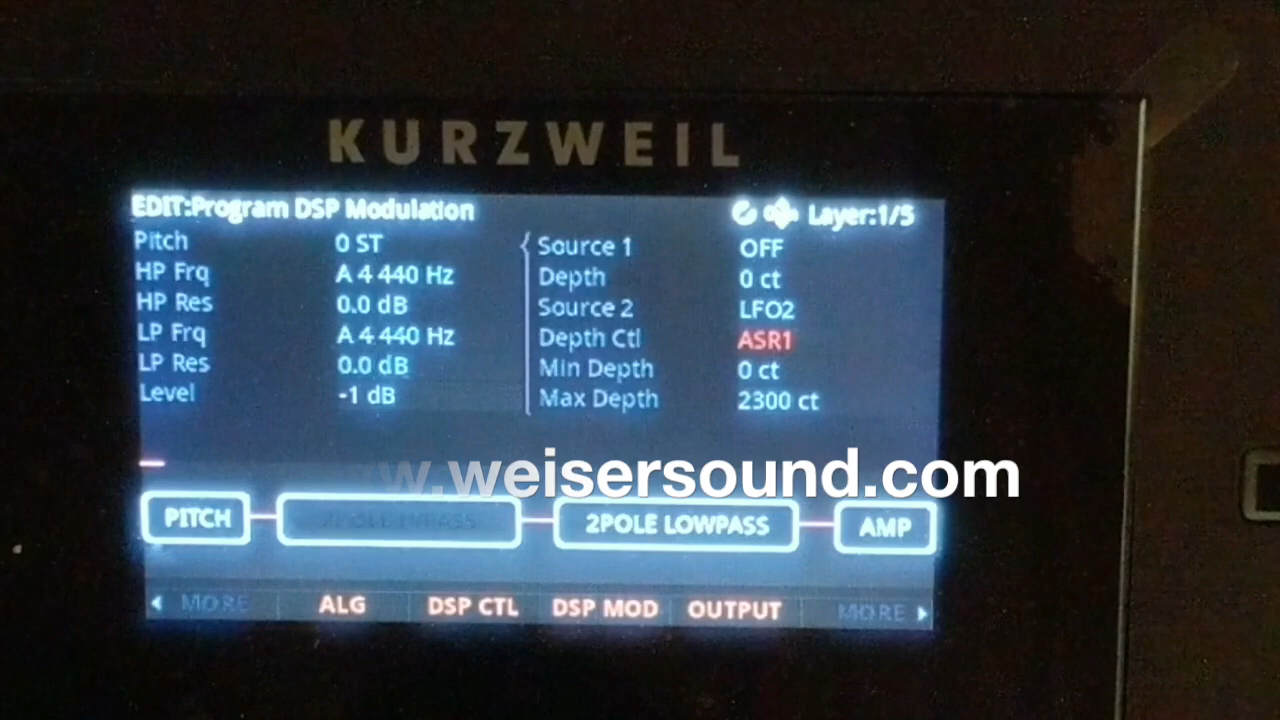 KURZWEIL
EDIT:Program DSP Modulation
Layer:1/5
Pitch 0 ST
HP Frq A 4 440 Hz
HP Res 0.0 dB
LP Frq A 4 440 Hz
LP Res 0.0 dB
Level -1 dB
Source 1 OFF
Depth 0 ct
Source 2 LFO2
Depth Ctl ASR1
Min Depth 0 ct
Max Depth 2300 ct
w.weisersound.com
PITCH
2POLE LOWPASS
AMP
MORE ALG DSP CTL DSP MOD OUTPUT MORE